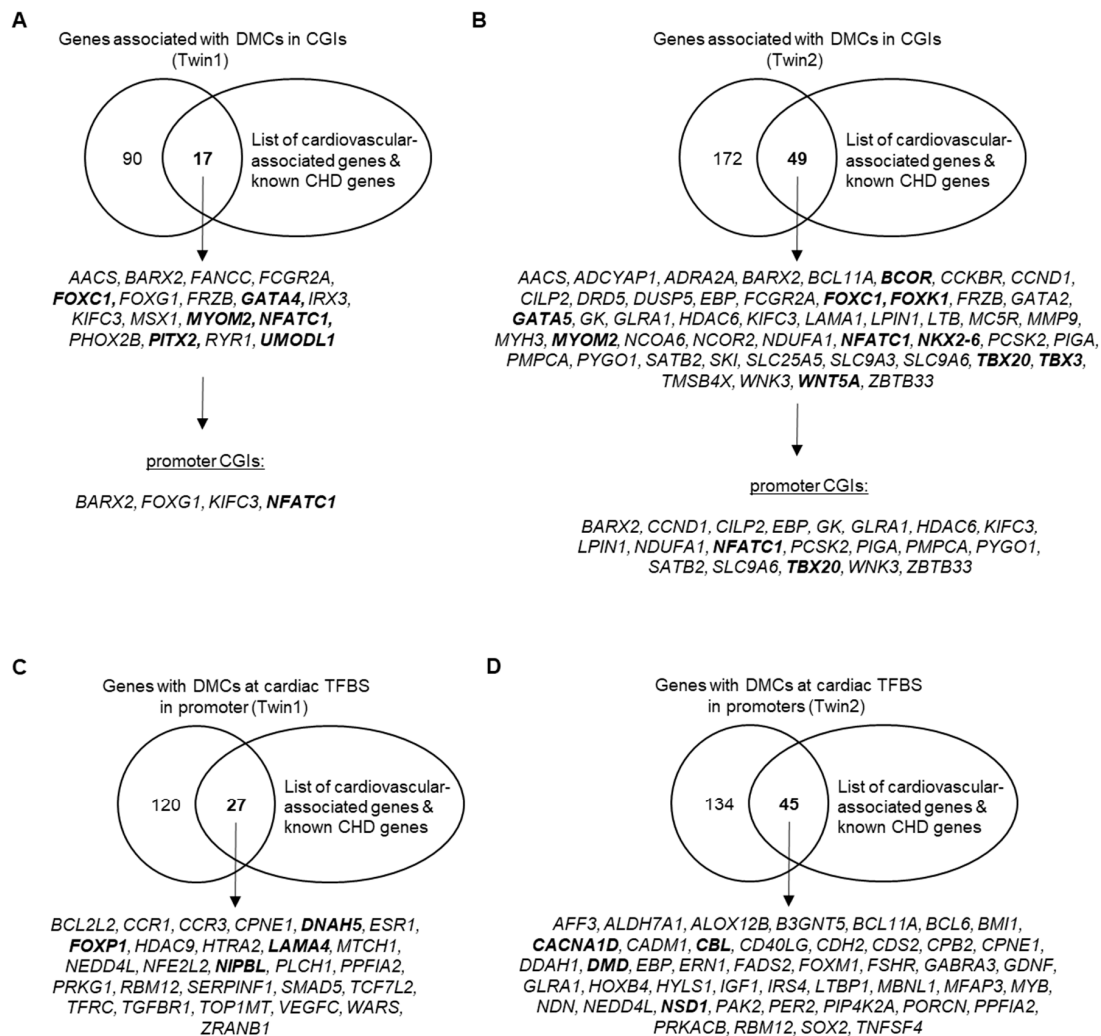 A
Genes associated with DMCs in CGIs
(Twin1)
90
17
List of cardiovascular-
associated genes &
known CHD genes
AACS, BARX2, FANCC, FCGR2A,
FOXC1, FOXG1, FRZB, GATA4, IRX3,
KIFC3, MSX1, MYOM2, NFATC1,
PHOX2B, PITX2, RYR1, UMODL1
promoter CGIs:
BARX2, FOXG1, KIFC3, NFATC1
B
Genes associated with DMCs in CGIs
(Twin2)
172
49
List of cardiovascular-
associated genes &
known CHD genes
AACS, ADCYAP1, ADRA2A, BARX2, BCL11A, BCOR, CCKBR, CCND1,
CILP2, DRD5, DUSP5, EBP, FCGR2A, FOXC1, FOXK1, FRZB, GATA2,
GATA5, GK, GLRA1, HDAC6, KIFC3, LAMA1, LPIN1, LTB, MC5R, MMP9,
MYH3, MYOM2, NCOA6, NCOR2, NDUFA1, NFATC1, NKX2-6, PCSK2, PIGA,
PMPCA, PYGO1, SATB2, SKI, SLC25A5, SLC9A3, SLC9A6, TBX20, TBX3,
TMSB4X, WNK3, WNT5A, ZBTB33
promoter CGIs:
BARX2, CCND1, CILP2, EBP, GK, GLRA1, HDAC6, KIFC3,
LPIN1, NDUFA1, NFATC1, PCSK2, PIGA, PMPCA, PYGO1,
SATB2, SLC9A6, TBX20, WNK3, ZBTB33
C
Genes with DMCs at cardiac TFBS
in promoter (Twin1)
120
27
List of cardiovascular-
associated genes &
known CHD genes
BCL2L2, CCR1, CCR3, CPNE1, DNAH5, ESR1,
FOXP1, HDAC9, HTRA2, LAMA4, MTCH1,
NEDD4L, NFE2L2, NIPBL, PLCH1, PPFIA2,
PRKG1, RBM12, SERPINF1, SMAD5, TCF7L2,
TFRC, TGFBR1, TOP1MT, VEGFC, WARS,
ZRANB1
D
Genes with DMCs at cardiac TFBS
in promoters (Twin2)
134
45
List of cardiovascular-
associated genes &
known CHD genes
AFF3, ALDH7A1, ALOX12B, B3GNT5, BCL11A, BCL6, BMI1,
CACNA1D, CADM1, CBL, CD40LG, CDH2, CDS2, CPB2, CPNE1,
DDAH1, DMD, EBP, ERN1, FADS2, FOXM1, FSHR, GABRA3, GDNF,
GLRA1, HOXB4, HYLS1, IGF1, IRS4, LTBP1, MBNL1, MFAP3, MYB,
NDN, NEDD4L, NSD1, PAK2, PER2, PIP4K2A, PORCN, PPFIA2,
PRKACB, RBM12, SOX2, TNFSF4